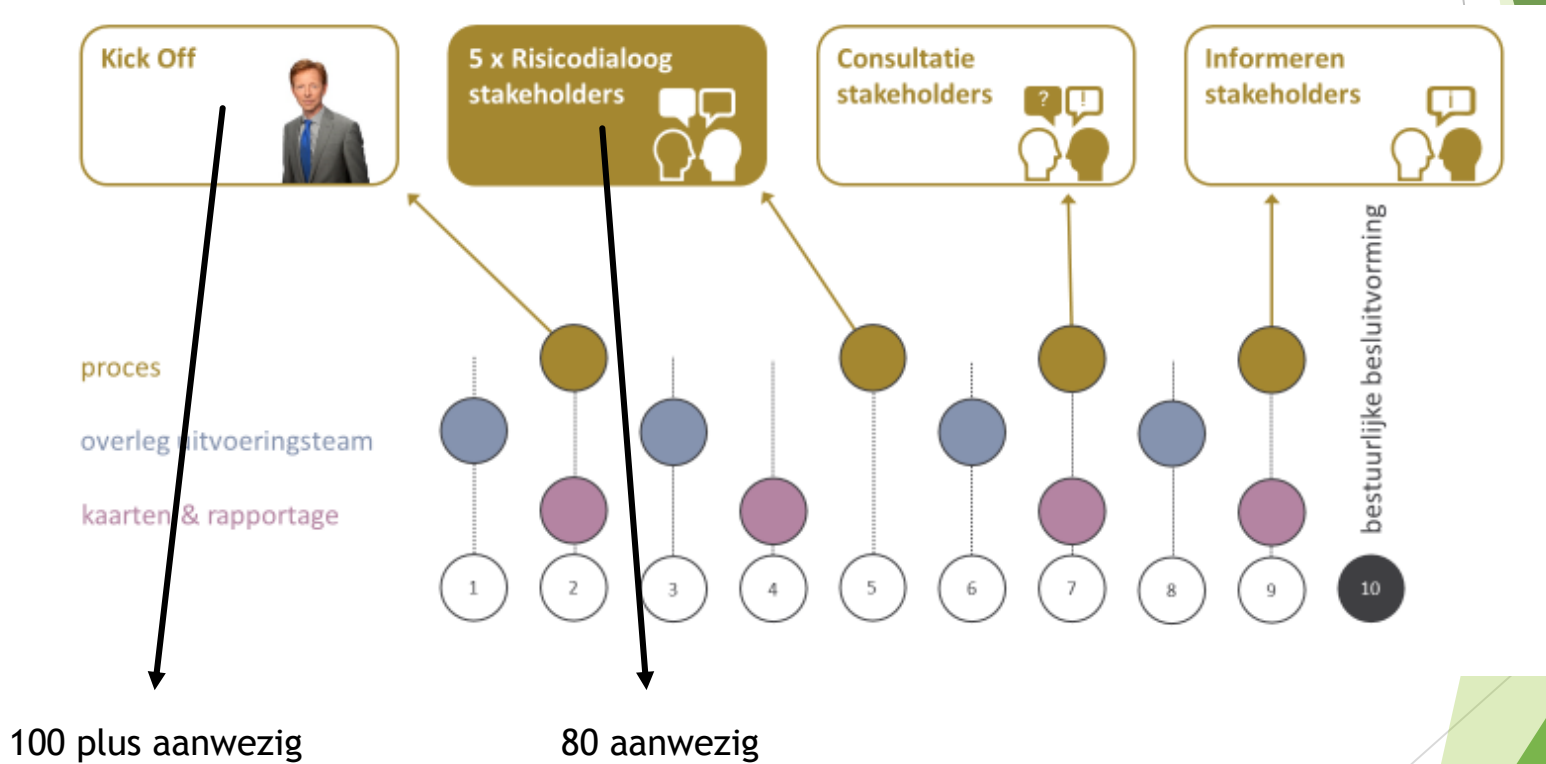 Kick Off
5 x Risicodialoog
stakeholders
Consultatie
stakeholders
? !
Informeren
stakeholders
i
proces
overleg uitvoeringsteam
kaarten & rapportage
1 2 3 4 5 6 7 8 9 10
bestuurlijke besluitvorming
100 plus aanwezig
80 aanwezig